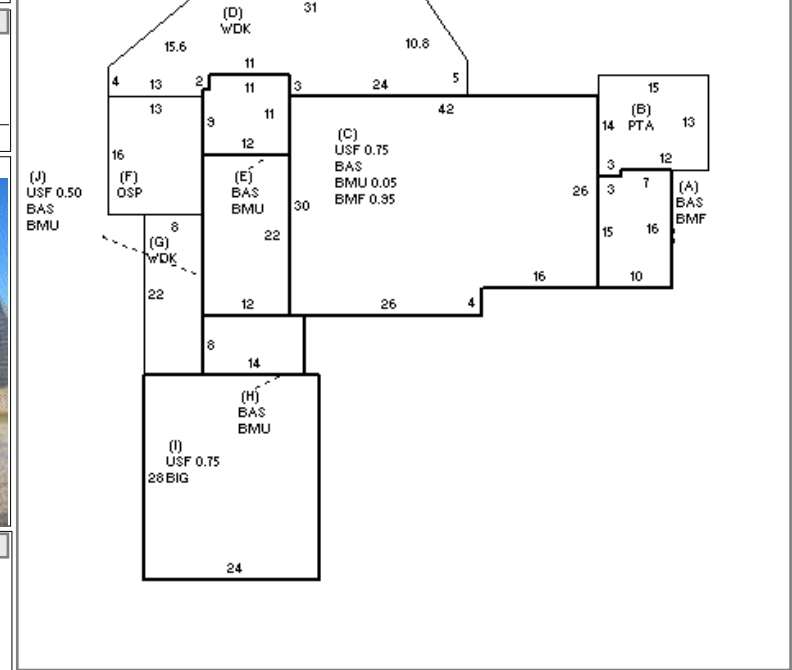 31
(D)
WDK
15.6
10.8
11
4
13
2
11
3
24
5
15
13
9
11
42
14
(B)
PTA
13
12
(C)
USF 0.75
BAS
BMU 0.05
BMF 0.95
16
(F)
OSP
(E)
BAS
BMU
3
12
7
(J)
USF 0.50
BAS
BMU
30
26
3
(A)
BAS
BMF
8
22
15
16
(G)
WDK
22
12
26
4
16
10
8
14
(H)
BAS
BMU
(I)
USF 0.75
28 BIG
24